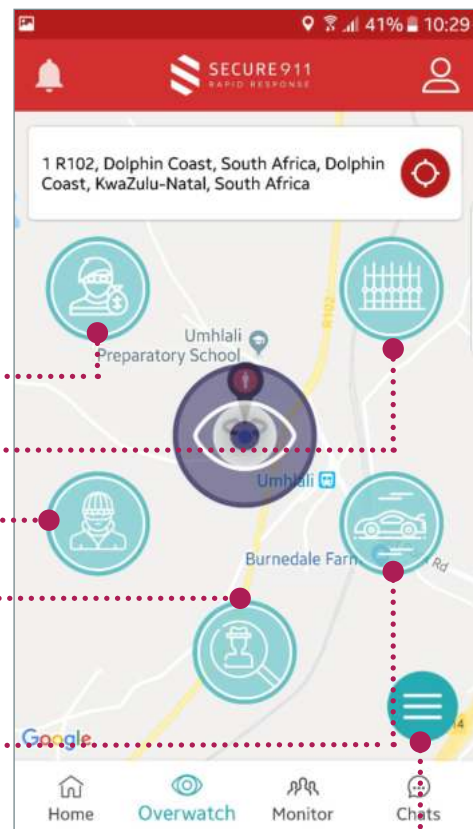 41% 10:29
SECURE911
RAPID RESPONSE
1 R102, Dolphin Coast, South Africa, Dolphin
Coast, KwaZulu-Natal, South Africa
R102
Umhlali
Preparatory School
Umhlali
Burnedale Farm
Rd
Google
14
Home
Overwatch
Monitor
Chats